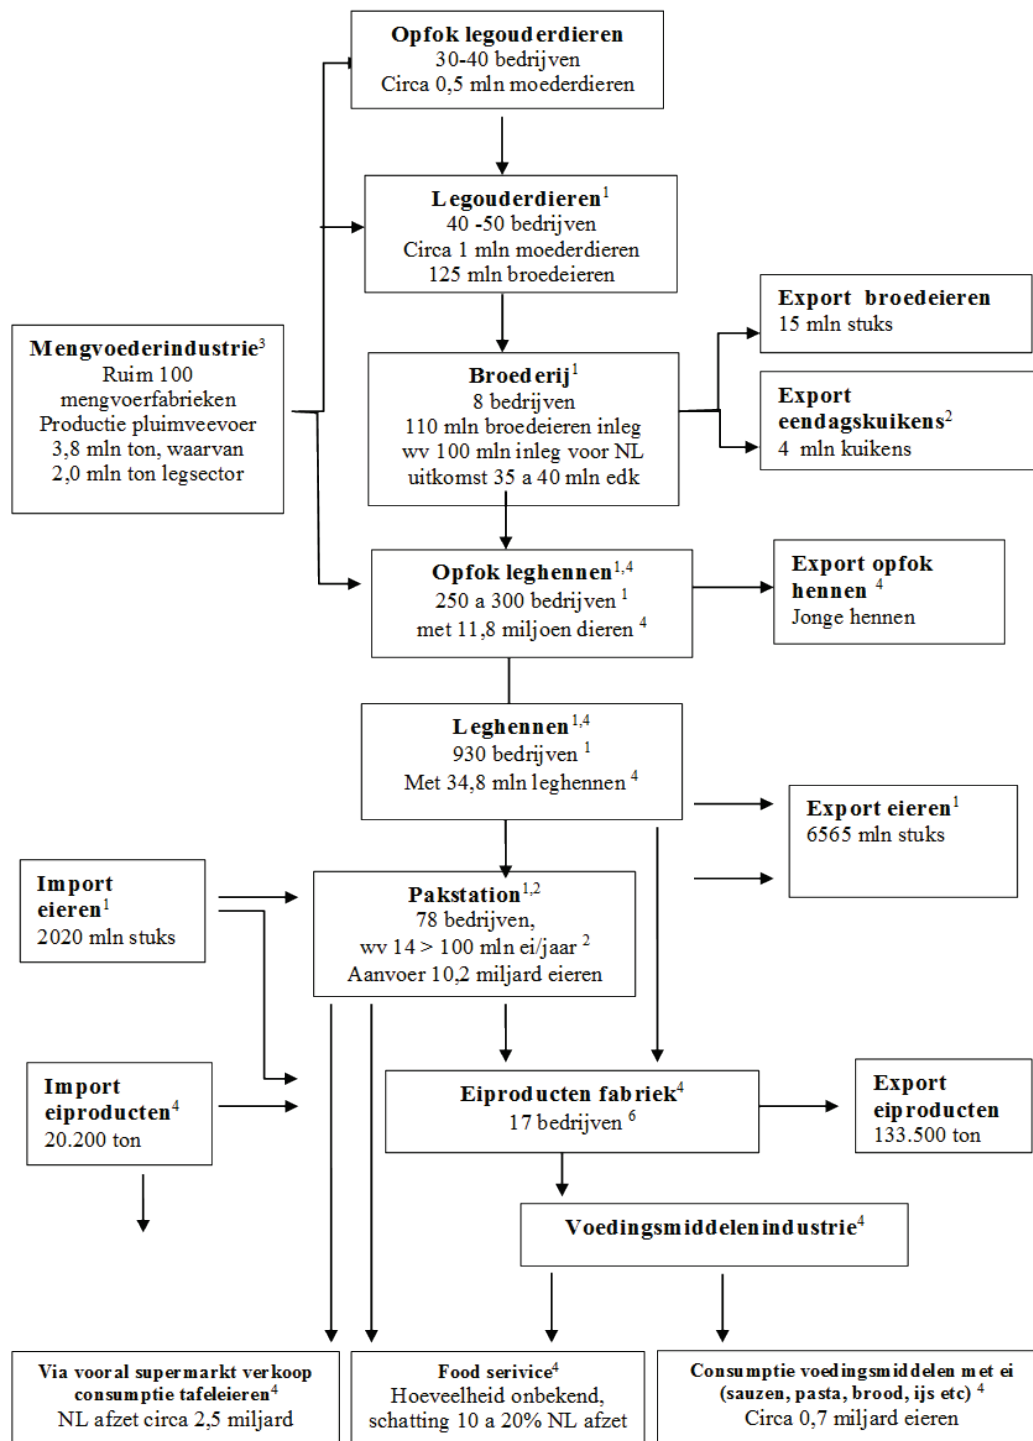 Opfok legouderdieren
30-40 bedrijven
Circa 0,5 mln moederdieren
Legouderdieren1
40 -50 bedrijven
Circa 1 mln moederdieren
125 mln broedeieren
Export broedeieren
15 mln stuks
Mengvoederindustrie3
Ruim 100
mengvoerfabrieken
Productie pluimveevoer
3,8 mln ton, waarvan
2,0 mln ton legsector
Broederij1
8 bedrijven
110 mln broedeieren inleg
wv 100 mln inleg voor NL
uitkomst 35 a 40 mln edk
Export
eendagskuikens2
4 mln kuikens
Opfok leghennen1,4
250 a 300 bedrijven 1
met 11,8 miljoen dieren 4
Export opfok
hennen 4
Jonge hennen
Leghennen1,4
930 bedrijven 1
Met 34,8 mln leghennen 4
Export eieren1
6565 mln stuks
Import
eieren1
2020 mln stuks
Pakstation1,2
78 bedrijven,
wv 14 > 100 mln ei/jaar 2
Aanvoer 10,2 miljard eieren
Import
eiproducten4
20.200 ton
Eiproducten fabriek4
17 bedrijven 6
Export
eiproducten
133.500 ton
Voedingsmiddelenindustrie4
Via vooral supermarkt verkoop
consumptie tafeleieren4
NL afzet circa 2,5 miljard
Food serivice4
Hoeveelheid onbekend,
schatting 10 a 20% NL afzet
Consumptie voedingsmiddelen met ei
(sauzen, pasta, brood, ijs etc) 4
Circa 0,7 miljard eieren